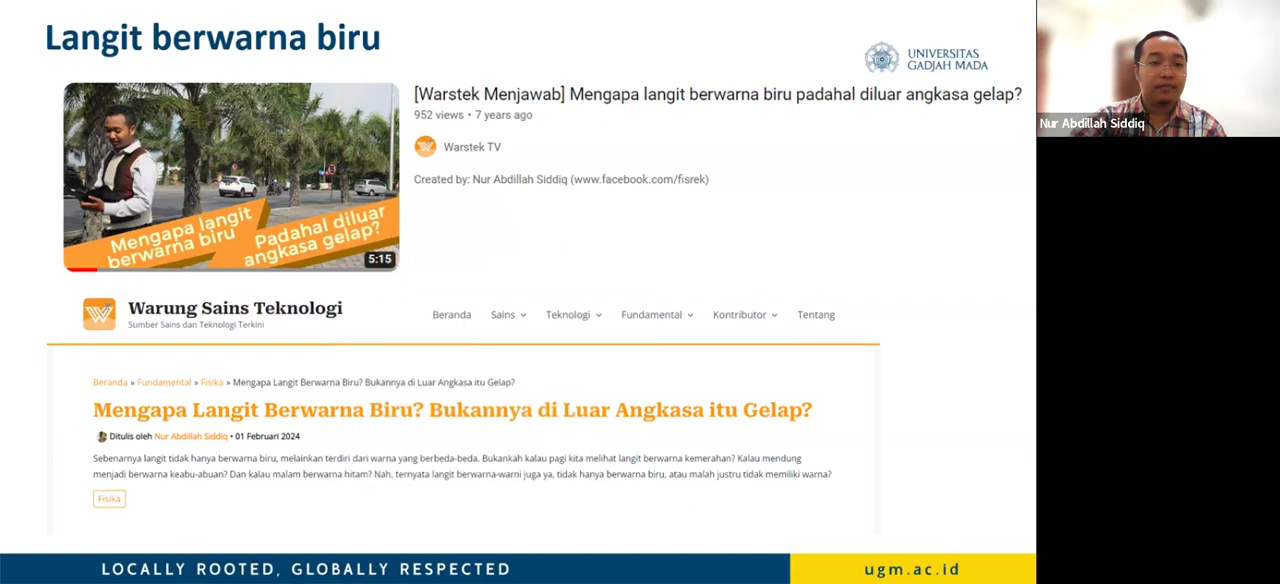 Langit berwarna biru
UNIVERSITAS
GADJAH MADA
Mengapa langit
berwarna biru
Padahal diluar
angkasa gelap?
5:15
[Warstek Menjawab] Mengapa langit berwarna biru padahal diluar angkasa gelap?
952 views • 7 years ago
Warstek TV
Created by: Nur Abdillah Siddiq (www.facebook.com/fisrek)
Nur Abdillah Siddiq
Warung Sains Teknologi
Sumber Sains dan Teknologi Terkini
Beranda Sains Teknologi Fundamental Kontributor Tentang
Beranda » Fundamental » Fisika » Mengapa Langit Berwarna Biru? Bukannya di Luar Angkasa itu Gelap?
Mengapa Langit Berwarna Biru? Bukannya di Luar Angkasa itu Gelap?
Ditulis oleh Nur Abdillah Siddiq • 01 Februari 2024
Sebenarnya langit tidak hanya berwarna biru, melainkan terdiri dari warna yang berbeda-beda. Bukankah kalau pagi kita melihat langit berwarna kemerahan? Kalau mendung
menjadi berwarna keabu-abuan? Dan kalau malam berwarna hitam? Nah, ternyata langit berwarna-warni juga ya, tidak hanya berwarna biru, atau malah justru tidak memiliki warna?
Fisika
LOCALLY ROOTED, GLOBALLY RESPECTED
ugm.ac.id